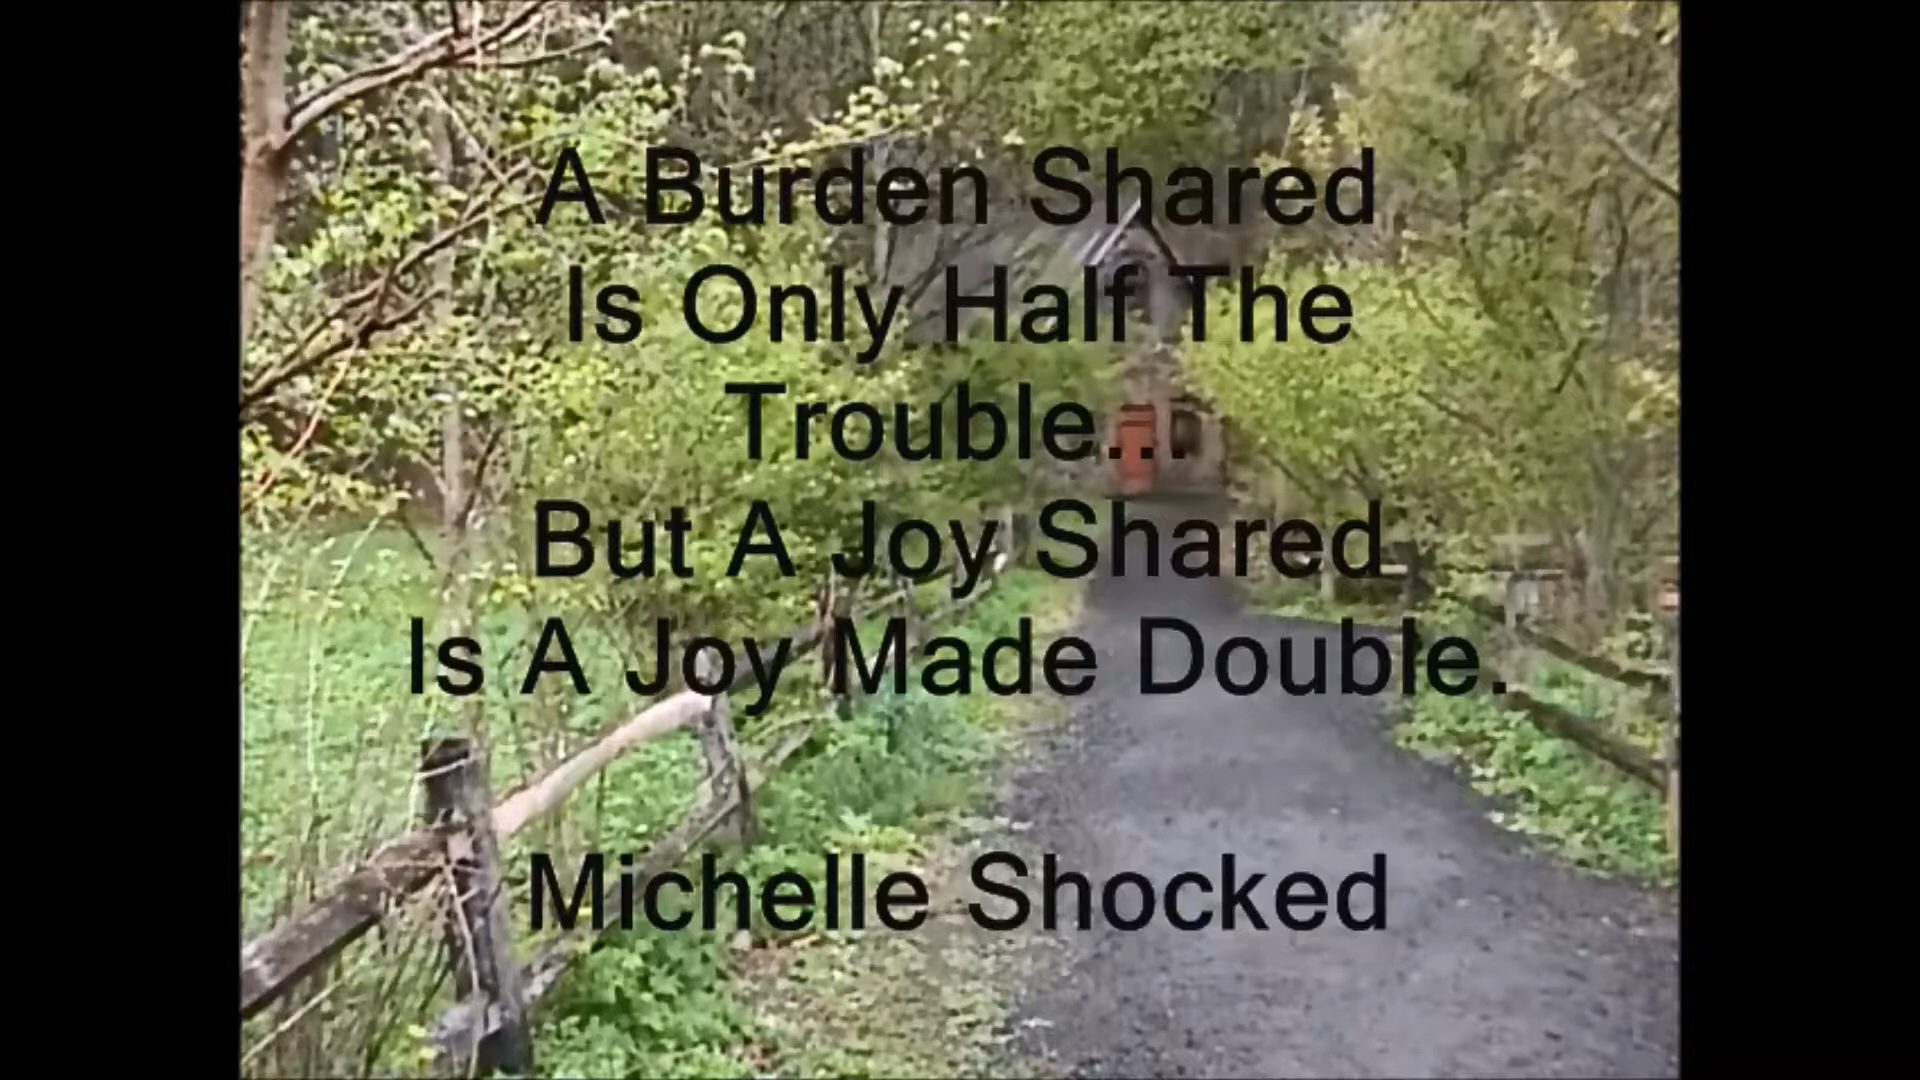 A Burden Shared
Is Only Half The
Trouble...
But A Joy Shared
Is A Joy Made Double.
Michelle Shocked